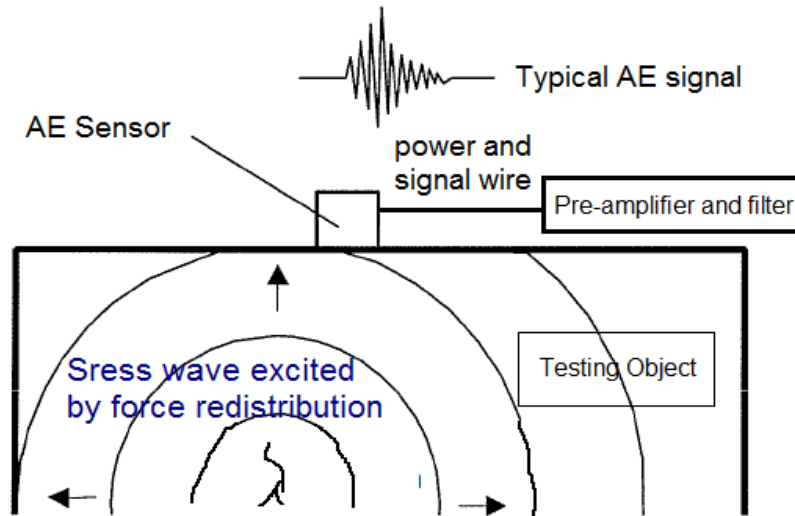 Typical AE signal
AE Sensor
power and
signal wire
Pre-amplifier and filter
Sress wave excited
by force redistribution
Testing Object